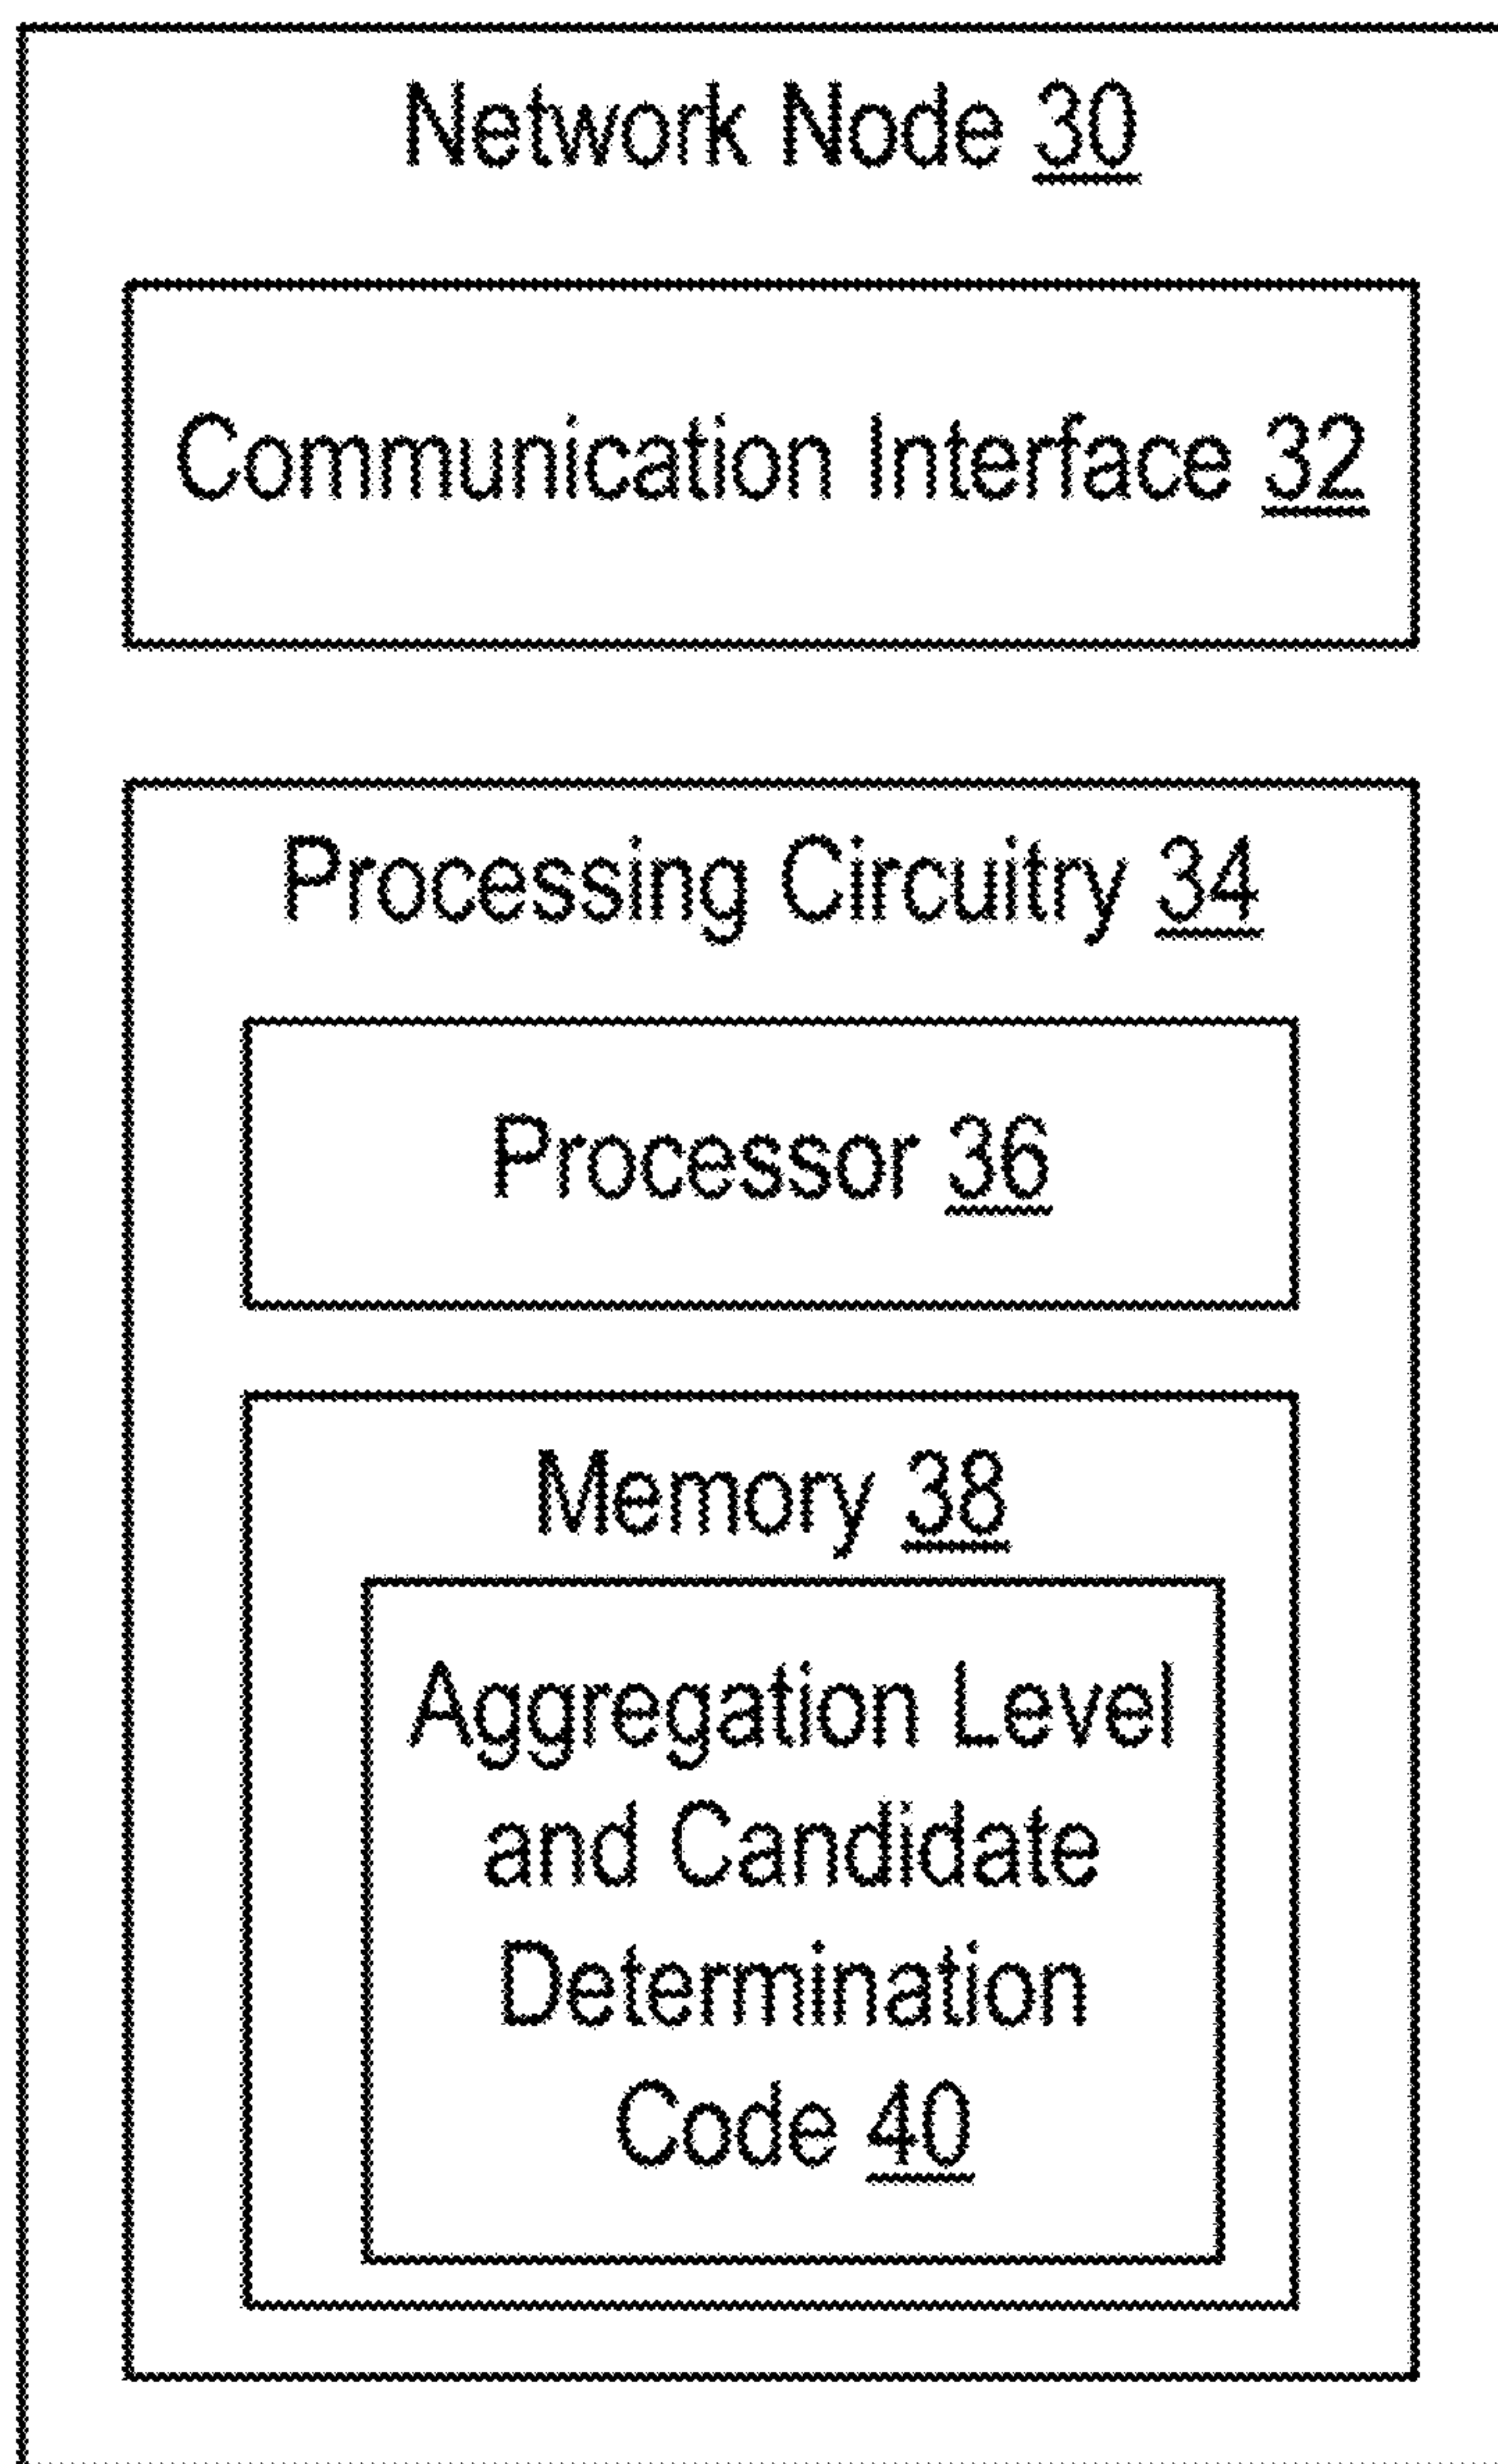 Network Node 30
Communication Interface 32
Processing Circuitry 34
Processor 36
Memory 38
Aggregation Level
and Candidate
Determination
Code 40